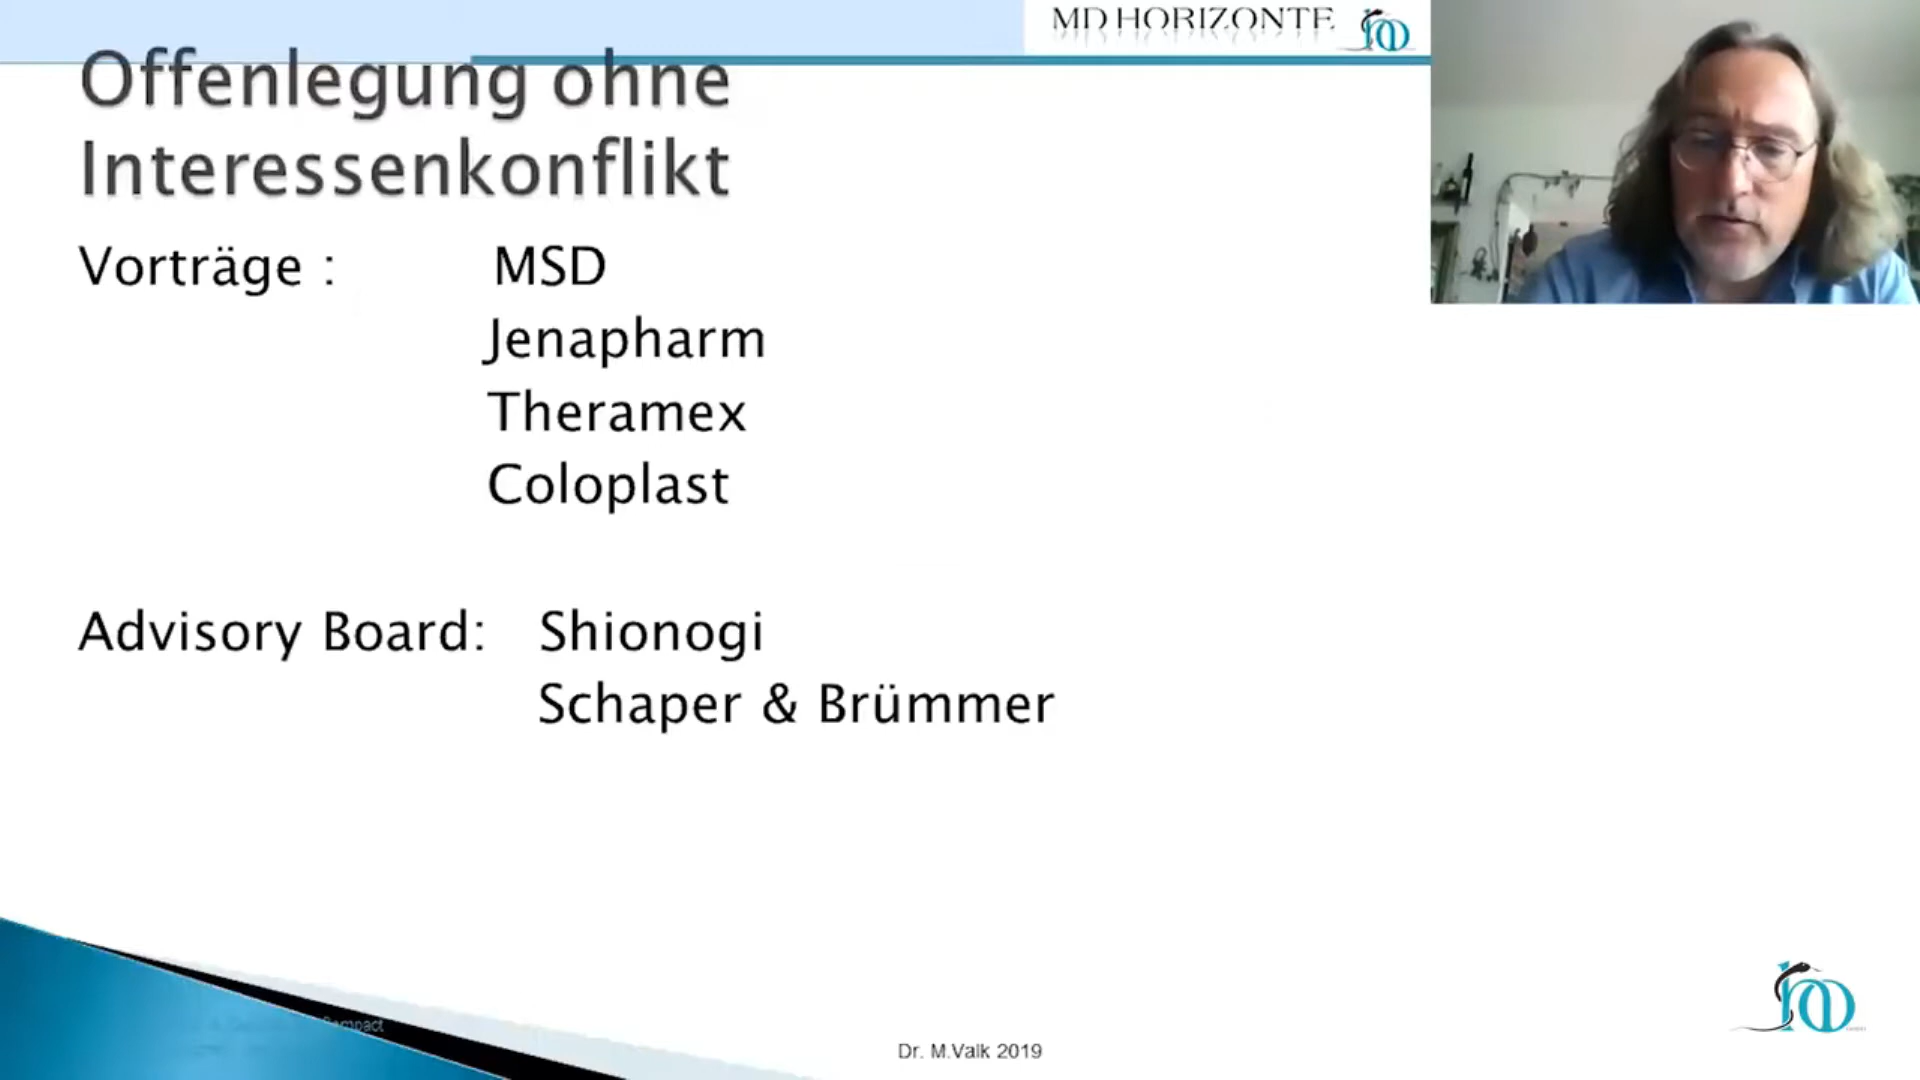 MD HORIZONTE
Offenlegung ohne
Interessenkonflikt
Vorträge : MSD
Jenapharm
Theramex
Coloplast
Advisory Board: Shionogi
Schaper & Brümmer
Dr. M.Valk 2019